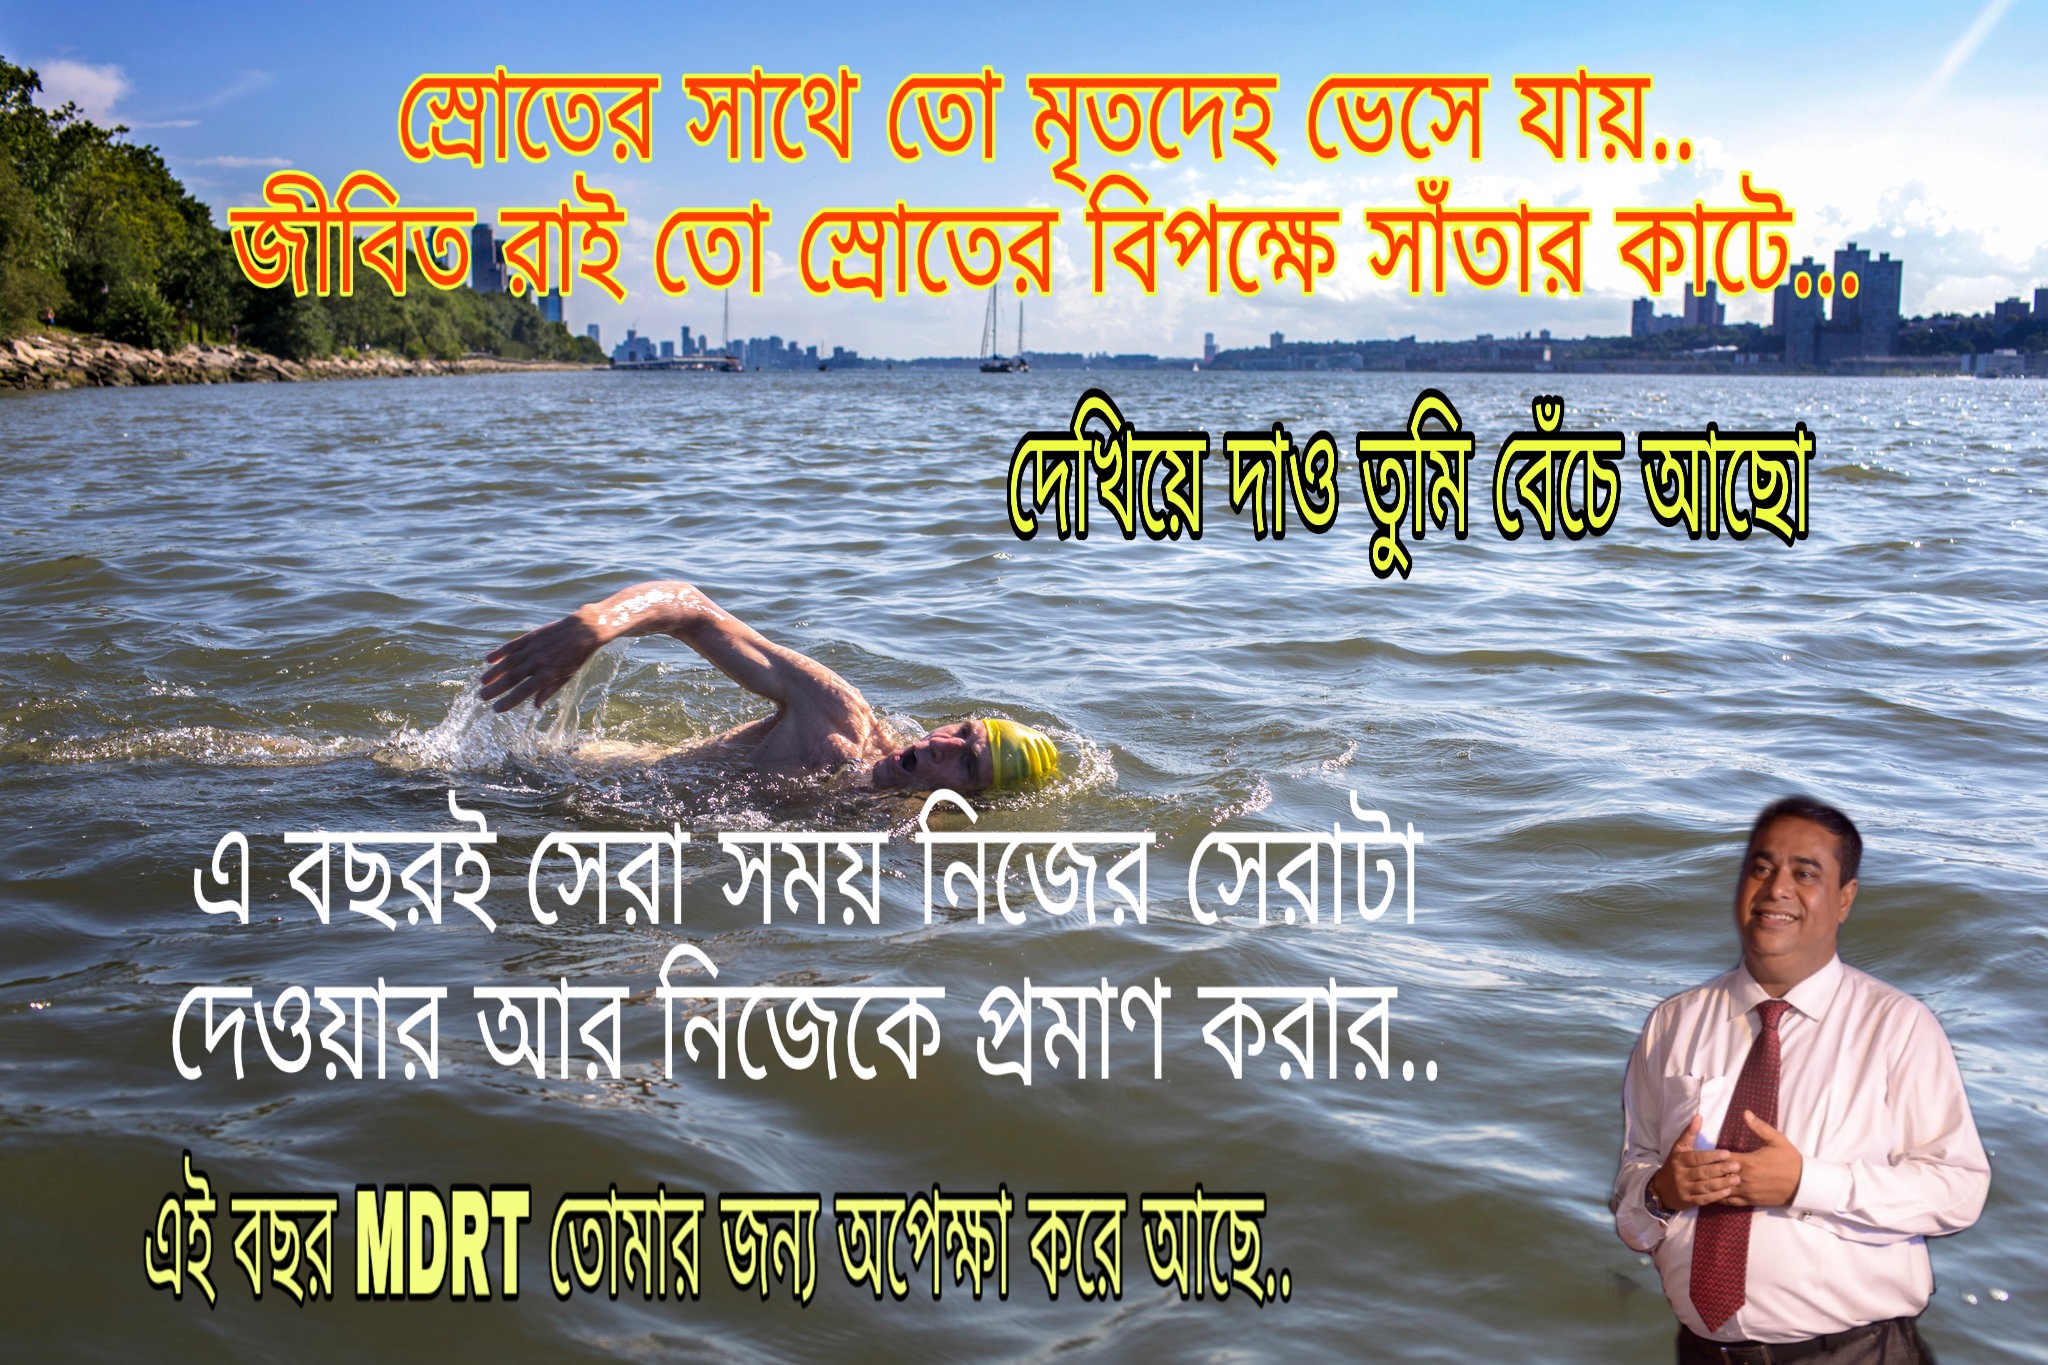 স্রোতের সাথে তো মৃতদেহ ভেসে যায়..
জীবিত রাই তো স্রোতের বিপক্ষে সাঁতার কাটে...
দেখিয়ে দাও তুমি বেঁচে আছো
এ বছরই সেরা সময় নিজের সেরাটা
দেওয়ার আর নিজেকে প্রমাণ করার..
এই বছর MDRT তোমার জন্য অপেক্ষা করে আছে..